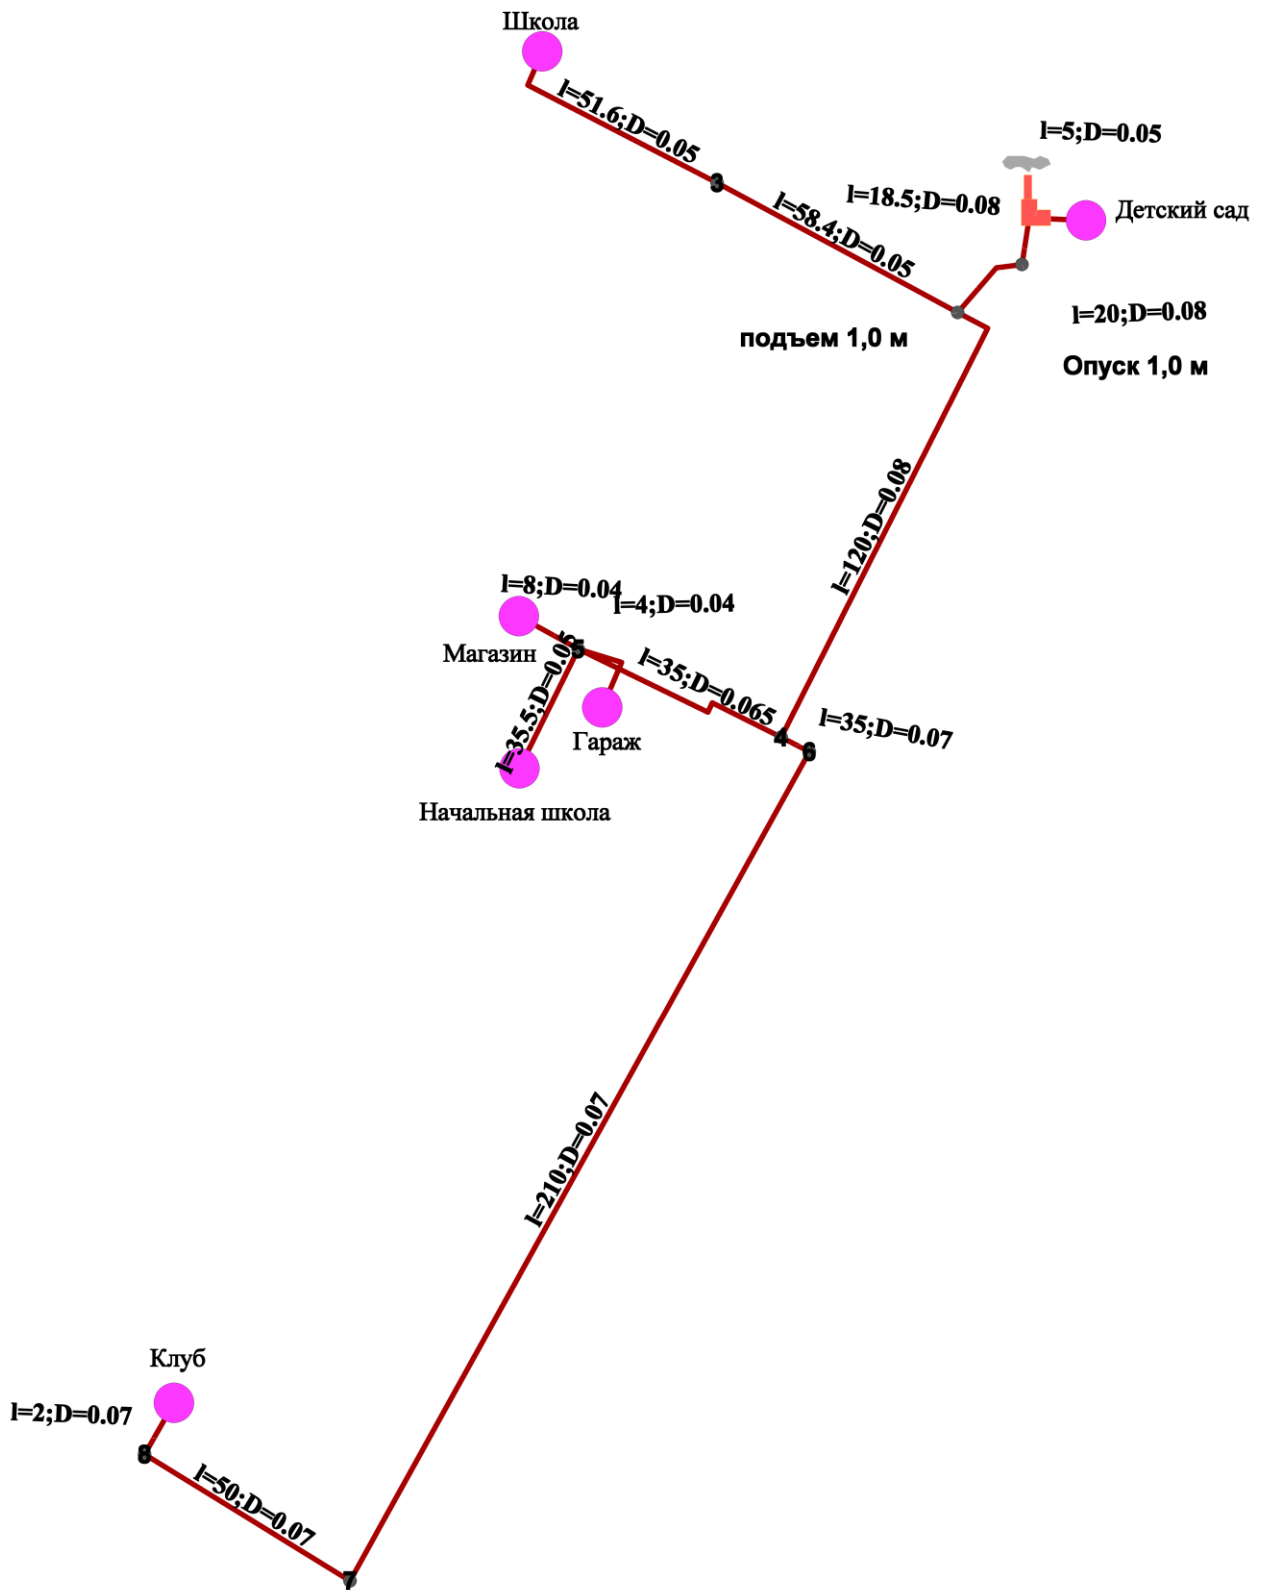 Школа
l=51.6;D=0.05
3
l=5;D=0.05
l=18.5;D=0.08
l=58.4;D=0.05
Детский сад
l=20;D=0.08
подъем 1,0 м
Опуск 1,0 м
l=120;D=0.08
l=8;D=0.04
l=4;D=0.04
5
Магазин
l=35;D=0.065
l=35.5;D=0.05
4
l=35;D=0.07
6
Гараж
Начальная школа
l=210;D=0.07
Клуб
l=2;D=0.07
8
l=50;D=0.07
7